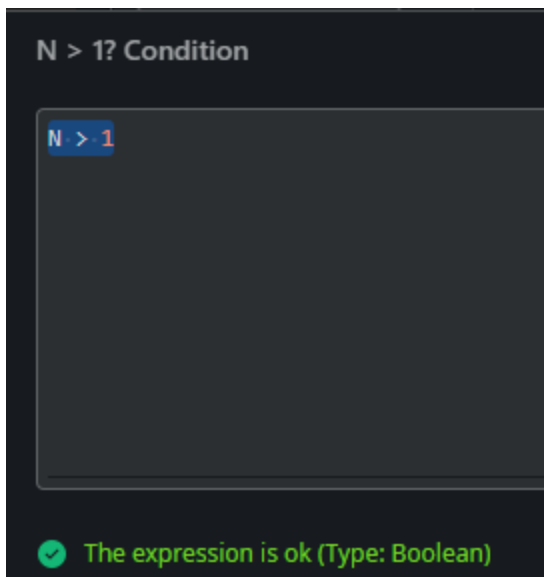 N > 1? Condition
N > 1
The expression is ok (Type: Boolean)